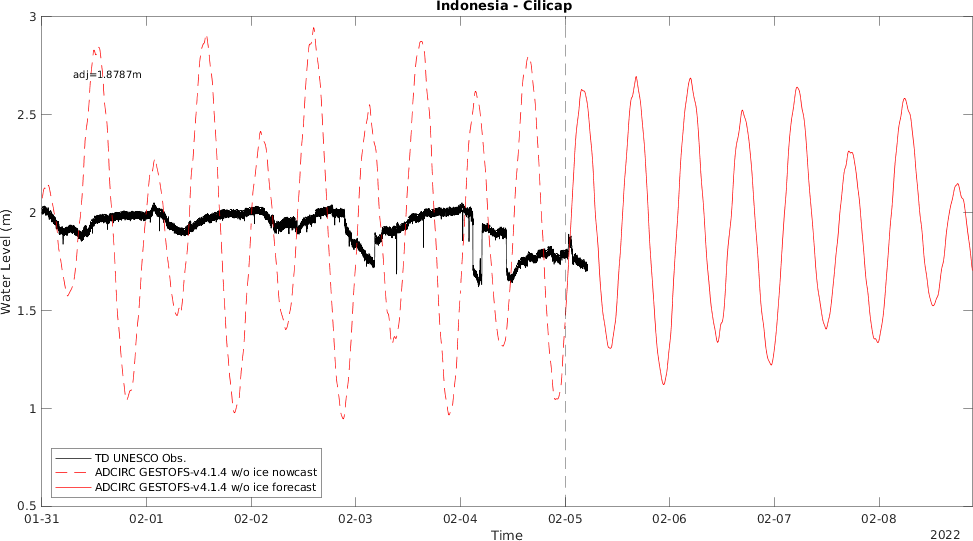 Indonesia - Cilicap
adj=1.8787m
3
2.5
2
1.5
1
0.5
Water Level (m)
TD UNESCO Obs.
ADCIRC GESTOFS-v4.1.4 w/o ice nowcast
ADCIRC GESTOFS-v4.1.4 w/o ice forecast
01-31 02-01 02-02 02-03 02-04 02-05 02-06 02-07 02-08
Time
2022